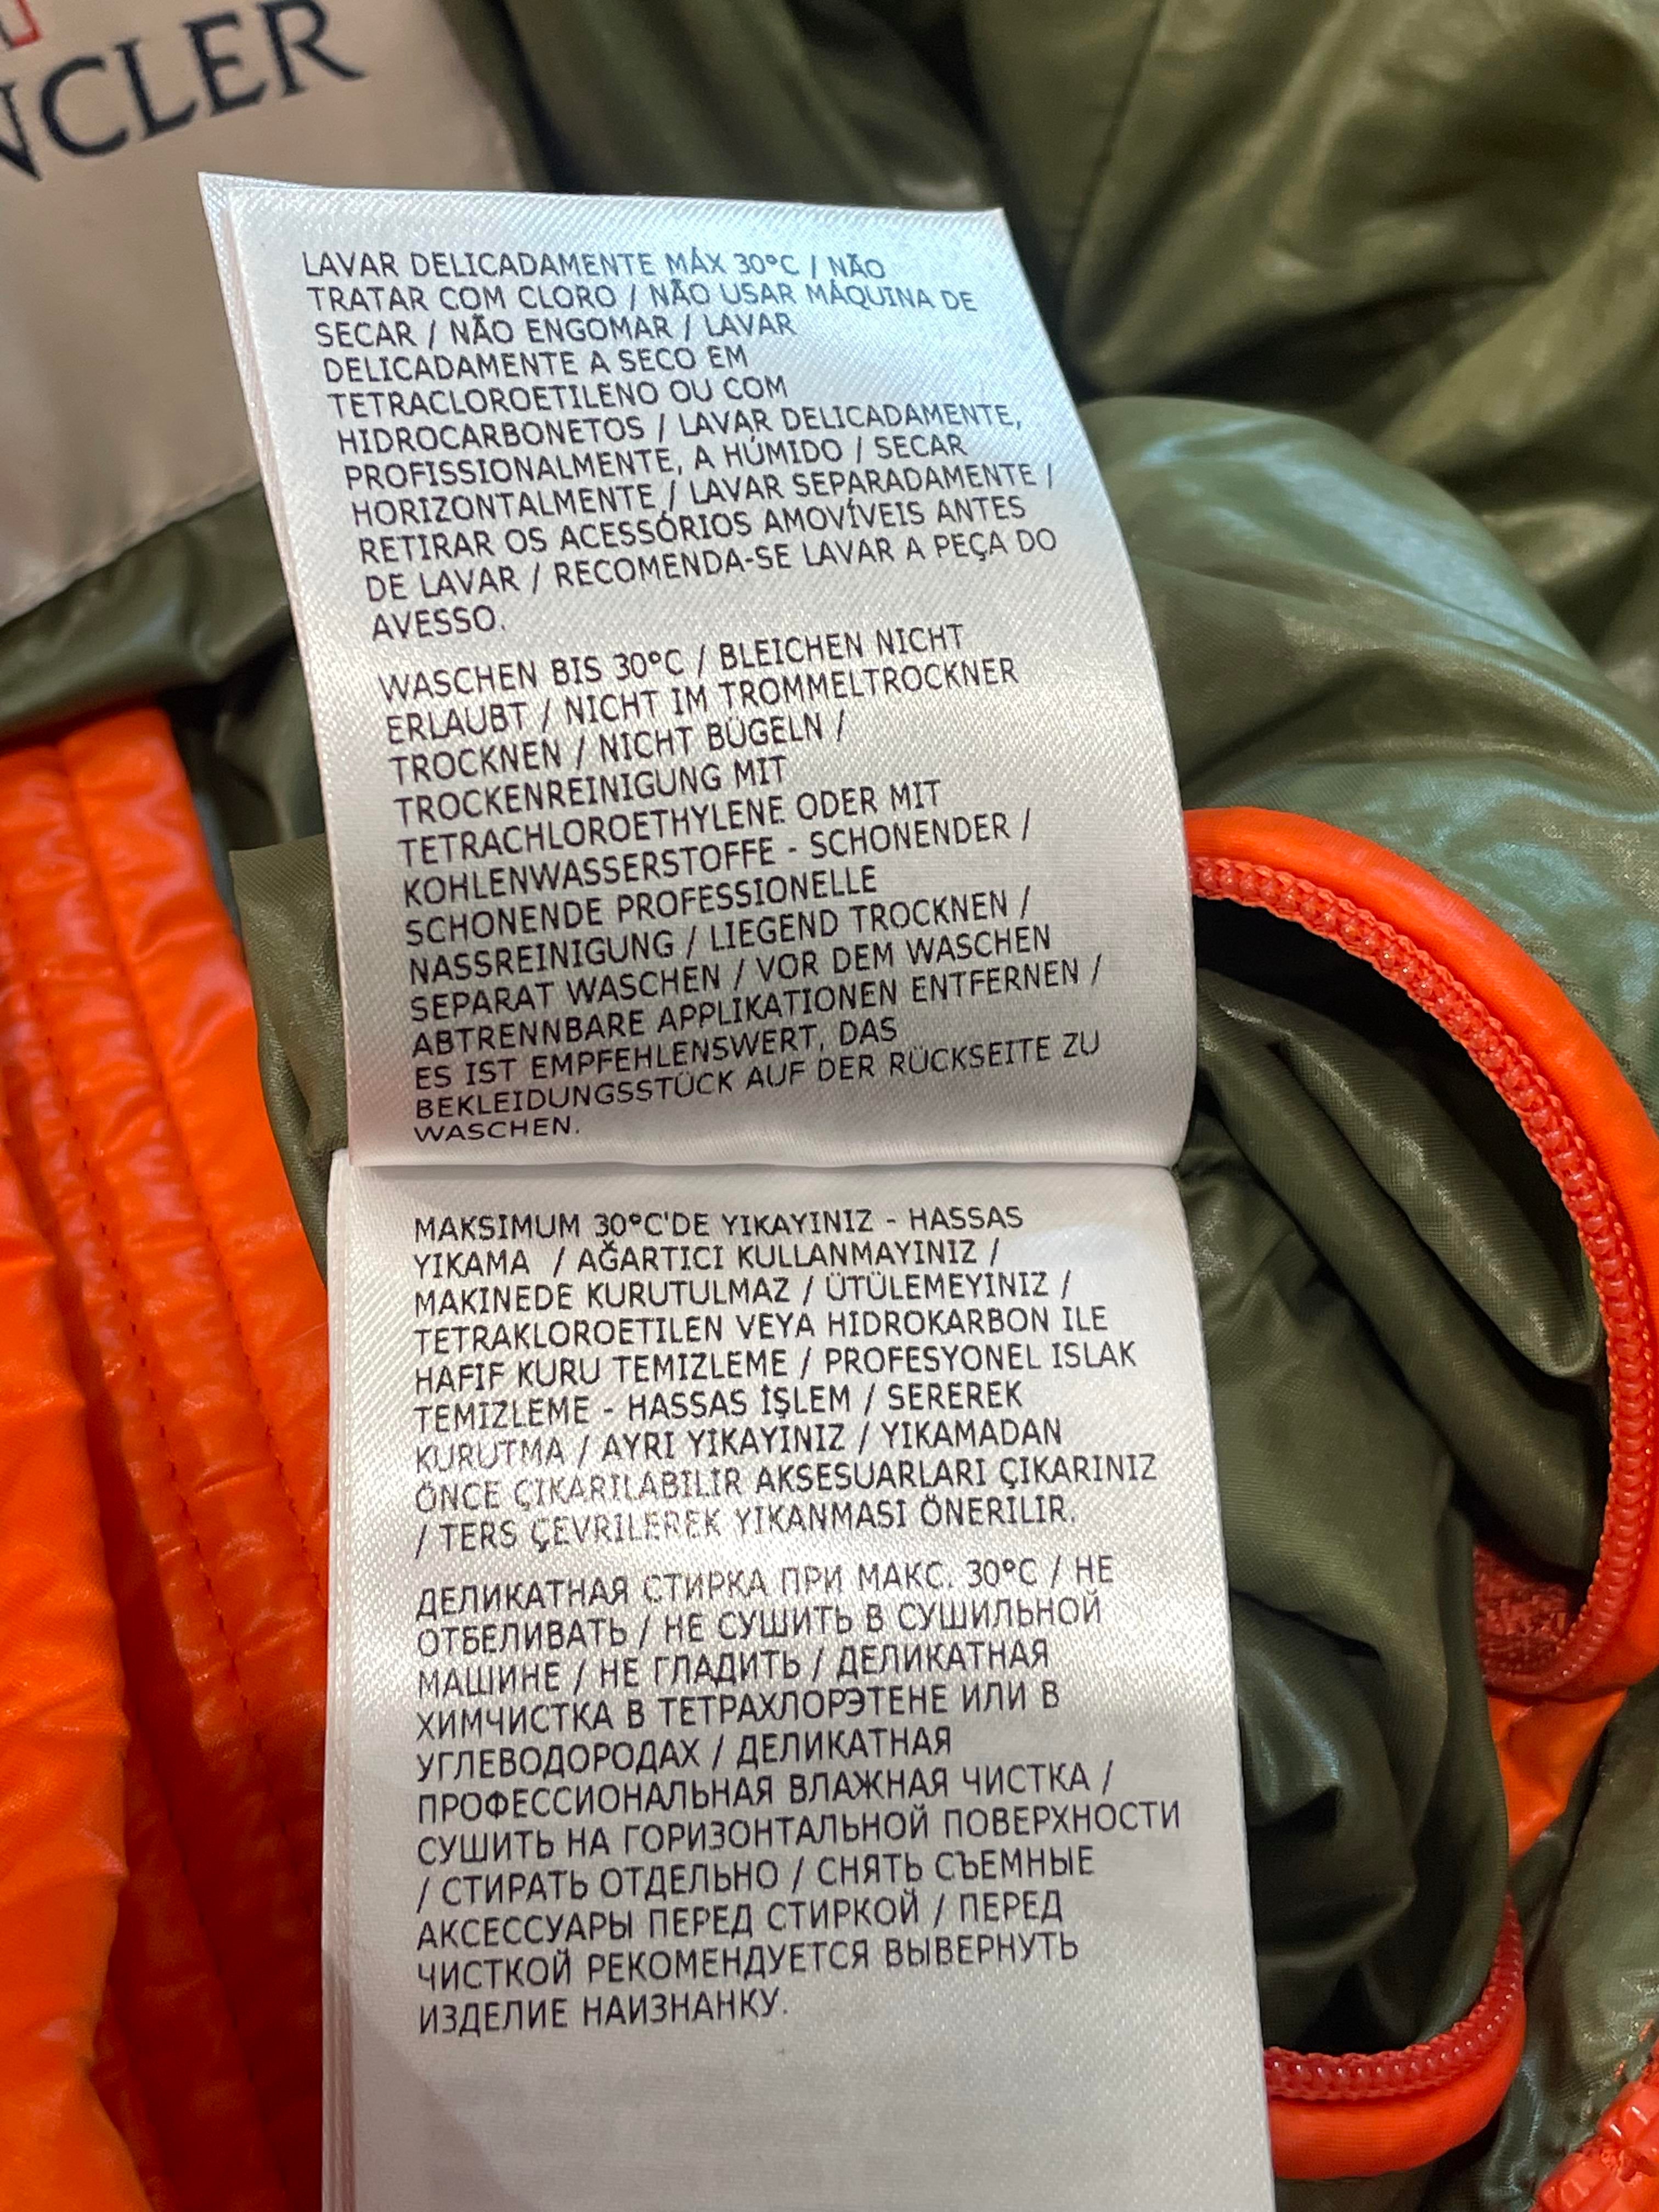 NCLER
LAVAR DELICADAMENTE MÁX 30°C / NÃO
TRATAR COM CLORO / NÃO USAR MÁQUINA DE
SECAR / NÃO ENGOMAR / LAVAR
DELICADAMENTE A SECO EM
TETRACLOROETILENO OU COM
HIDROCARBONETOS / LAVAR DELICADAMENTE,
PROFISSIONALMENTE, A HÚMIDO / SECAR
HORIZONTALMENTE / LAVAR SEPARADAMENTE /
RETIRAR OS ACESSÓRIOS AMOVÍVEIS ANTES
DE LAVAR / RECOMENDA-SE LAVAR A PEÇA DO
AVESSO.
WASCHEN BIS 30°C / BLEICHEN NICHT
ERLAUBT / NICHT IM TROMMELTROCKNER
TROCKNEN / NICHT BÜGELN /
TROCKENREINIGUNG MIT
TETRACHLOROETHYLENE ODER MIT
KOHLENWASSERSTOFFE - SCHONENDER /
SCHONENDE PROFESSIONELLE
NASSREINIGUNG / LIEGEND TROCKNEN /
SEPARAT WASCHEN / VOR DEM WASCHEN
ABTRENNBARE APPLIKATIONEN ENTFERNEN /
ES IST EMPFEHLENSWERT, DAS
BEKLEIDUNGSSTÜCK AUF DER RÜCKSEITE ZU
WASCHEN.
MAKSIMUM 30°C'DE YIKAYINIZ - HASSAS
YIKAMA / AĞARTICI KULLANMAYINIZ /
MAKINEDE KURUTULMAZ / ÜTÜLEMEYINIZ /
TETRAKLOROETILEN VEYA HIDROKARBON ILE
HAFIF KURU TEMIZLEME / PROFESYONEL ISLAK
TEMIZLEME - HASSAS İŞLEM / SEREREK
KURUTMA / AYRI YIKAYINIZ / YIKAMADAN
ÖNCE ÇIKARILABILIR AKSESUARLARI ÇIKARINIZ
/ TERS ÇEVRILEREK YIKANMASI ÖNERILIR.
ДЕЛИКАТНАЯ СТИРКА ПРИ МАКС. 30°C / НЕ
ОТБЕЛИВАТЬ / НЕ СУШИТЬ В СУШИЛЬНОЙ
МАШИНЕ / НЕ ГЛАДИТЬ / ДЕЛИКАТНАЯ
ХИМЧИСТКА В ТЕТРАХЛОРЭТЕНЕ ИЛИ В
УГЛЕВОДОРОДАХ / ДЕЛИКАТНАЯ
ПРОФЕССИОНАЛЬНАЯ ВЛАЖНАЯ ЧИСТКА /
СУШИТЬ НА ГОРИЗОНТАЛЬНОЙ ПОВЕРХНОСТИ
/ СТИРАТЬ ОТДЕЛЬНО / СНЯТЬ СЪЕМНЫЕ
АКСЕССУАРЫ ПЕРЕД СТИРКОЙ / ПЕРЕД
ЧИСТКОЙ РЕКОМЕНДУЕТСЯ ВЫВЕРНУТЬ
ИЗДЕЛИЕ НАИЗНАНКУ.